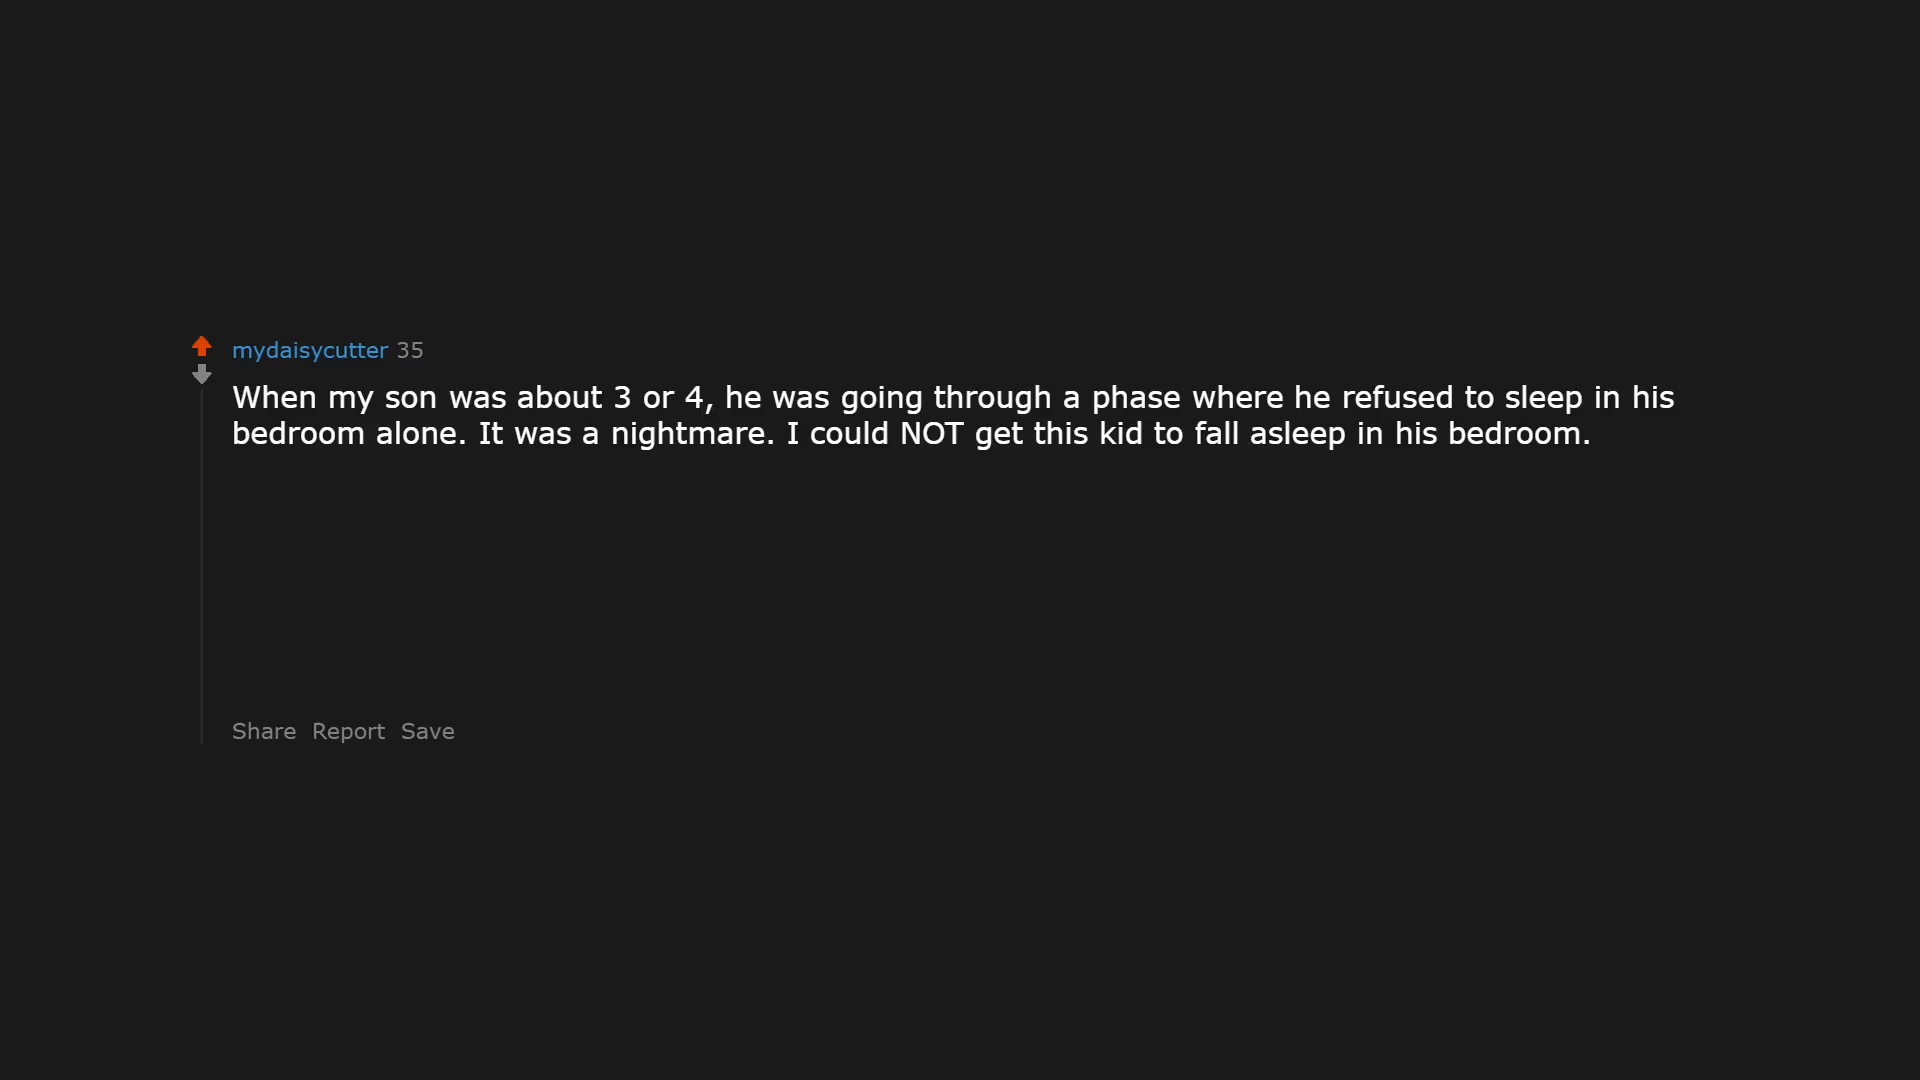 mydaisycutter 35
When my son was about 3 or 4, he was going through a phase where he refused to sleep in his
bedroom alone. It was a nightmare. I could NOT get this kid to fall asleep in his bedroom.
Share Report Save